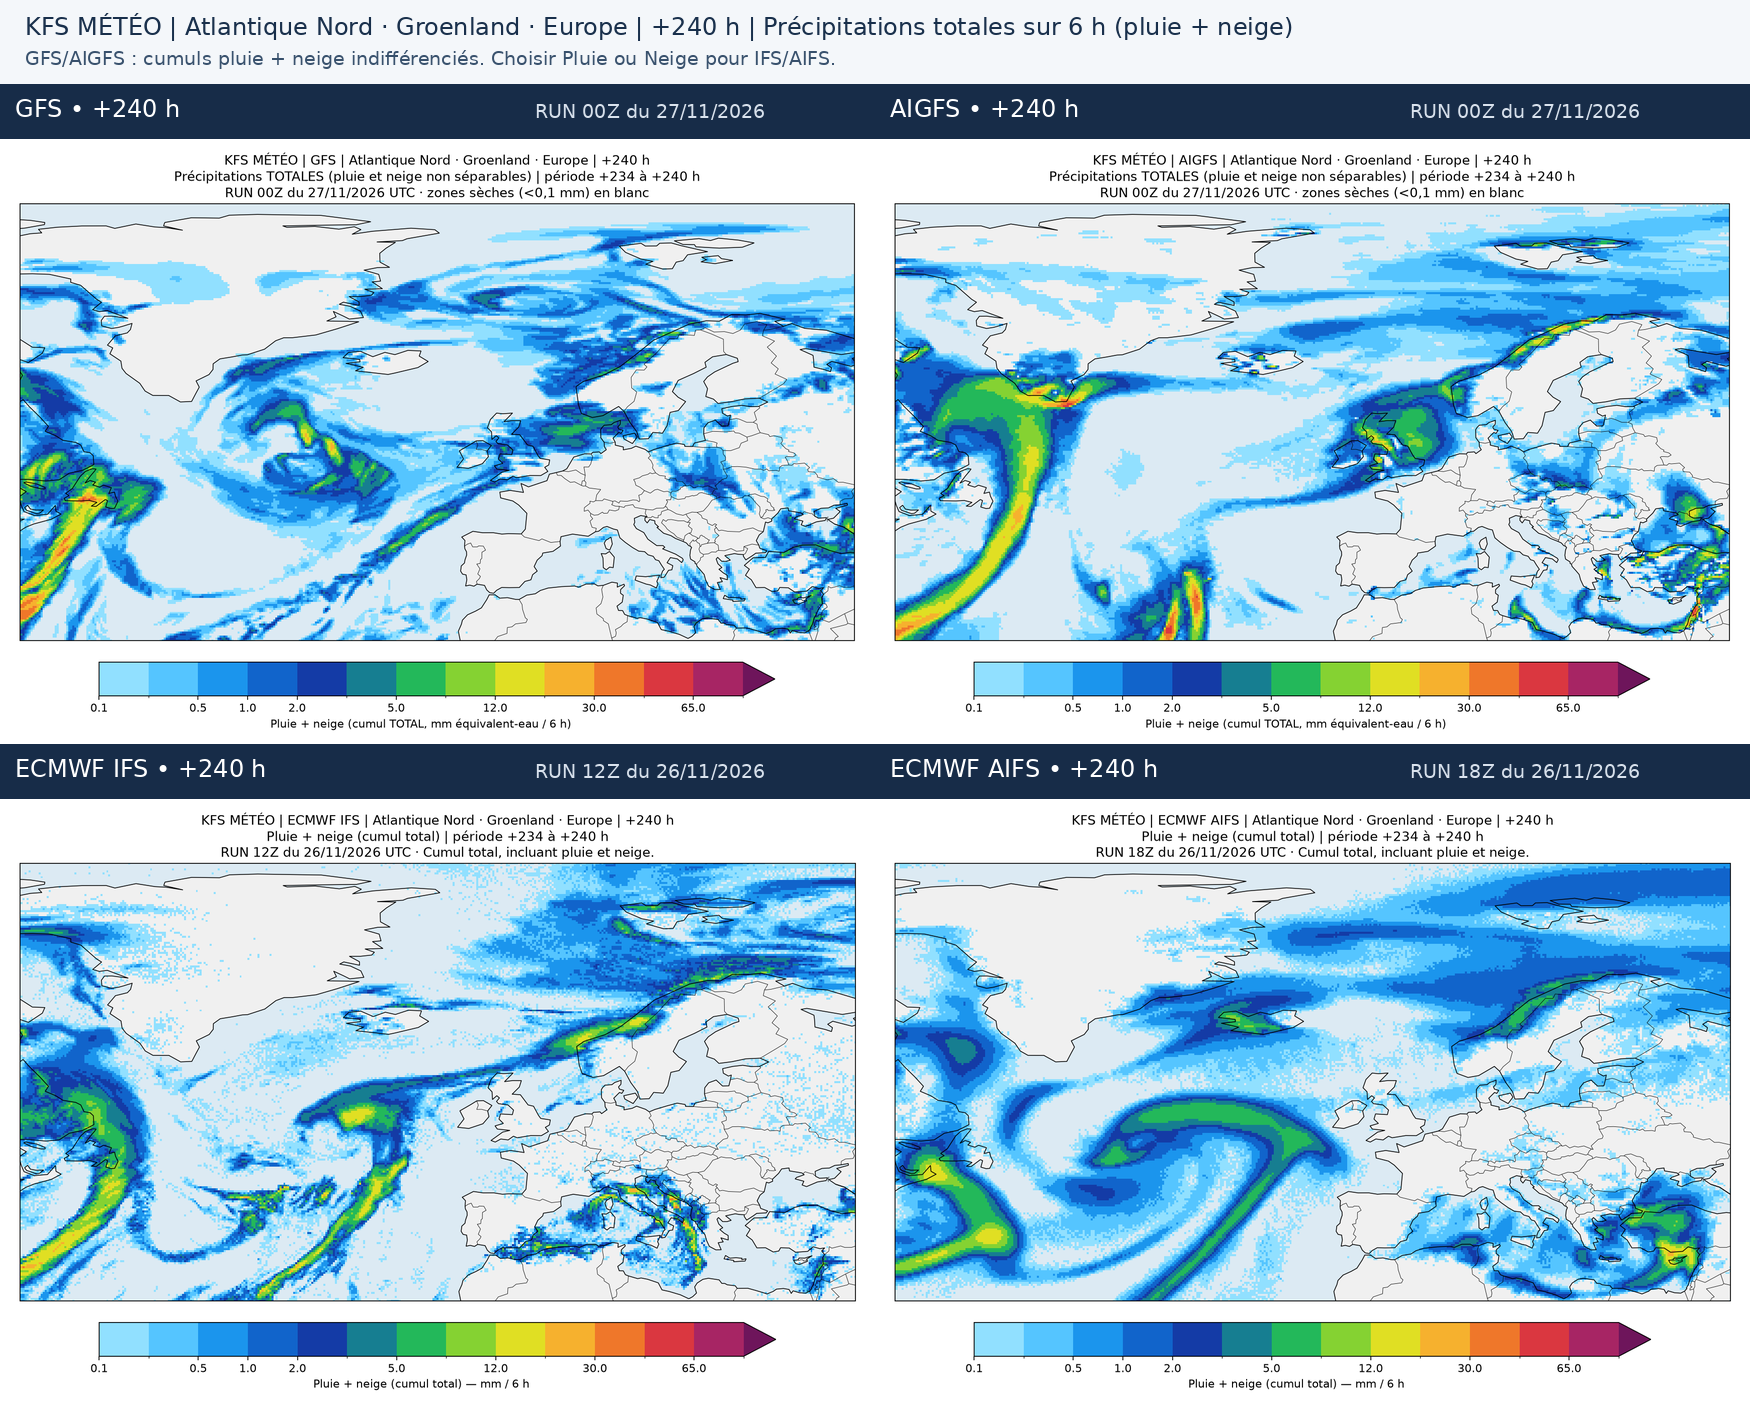 KFS MÉTÉO | Atlantique Nord · Groenland · Europe | +240 h | Précipitations totales sur 6 h (pluie + neige)
GFS/AIGFS : cumuls pluie + neige indifférenciés. Choisir Pluie ou Neige pour IFS/AIFS.
GFS • +240 h
RUN 00Z du 27/11/2026
KFS MÉTÉO | GFS | Atlantique Nord · Groenland · Europe | +240 h
Précipitations TOTALES (pluie et neige non séparables) | période +234 à +240 h
RUN 00Z du 27/11/2026 UTC · zones sèches (<0,1 mm) en blanc
0.1 0.5 1.0 2.0 5.0 12.0 30.0 65.0
Pluie + neige (cumul TOTAL, mm équivalent-eau / 6 h)
AIGFS • +240 h
RUN 00Z du 27/11/2026
KFS MÉTÉO | AIGFS | Atlantique Nord · Groenland · Europe | +240 h
Précipitations TOTALES (pluie et neige non séparables) | période +234 à +240 h
RUN 00Z du 27/11/2026 UTC · zones sèches (<0,1 mm) en blanc
0.1 0.5 1.0 2.0 5.0 12.0 30.0 65.0
Pluie + neige (cumul TOTAL, mm équivalent-eau / 6 h)
ECMWF IFS • +240 h
RUN 12Z du 26/11/2026
KFS MÉTÉO | ECMWF IFS | Atlantique Nord · Groenland · Europe | +240 h
Pluie + neige (cumul total) | période +234 à +240 h
RUN 12Z du 26/11/2026 UTC · Cumul total, incluant pluie et neige.
0.1 0.5 1.0 2.0 5.0 12.0 30.0 65.0
Pluie + neige (cumul total) — mm / 6 h
ECMWF AIFS • +240 h
RUN 18Z du 26/11/2026
KFS MÉTÉO | ECMWF AIFS | Atlantique Nord · Groenland · Europe | +240 h
Pluie + neige (cumul total) | période +234 à +240 h
RUN 18Z du 26/11/2026 UTC · Cumul total, incluant pluie et neige.
0.1 0.5 1.0 2.0 5.0 12.0 30.0 65.0
Pluie + neige (cumul total) — mm / 6 h